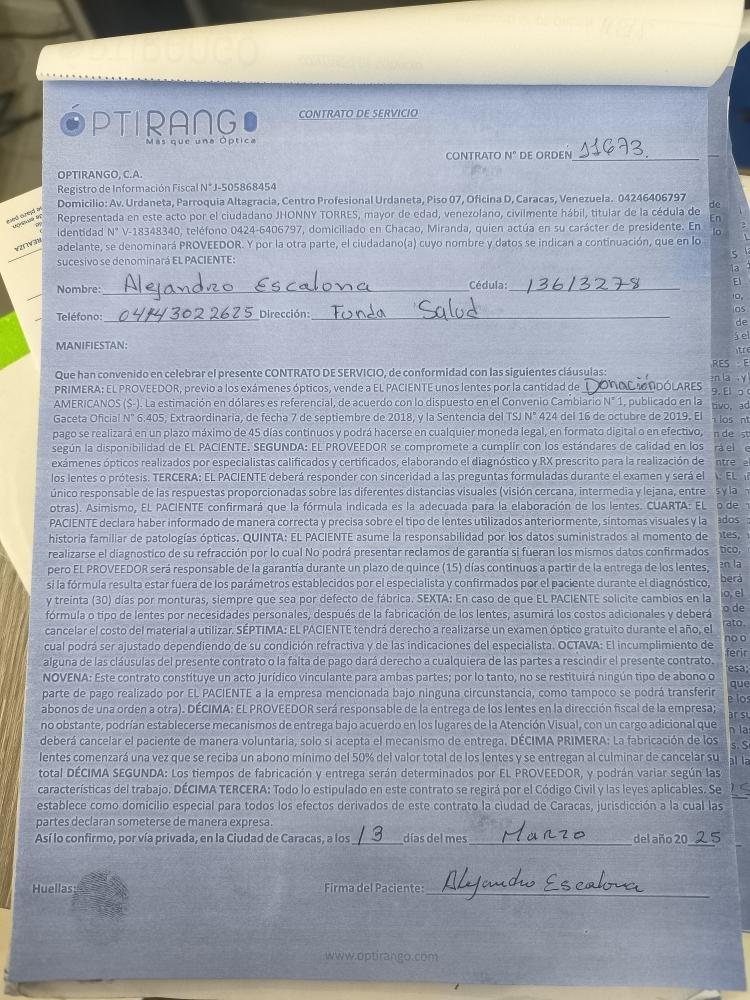 ÓPTIRANGO
Más que una Óptica
CONTRATO DE SERVICIO
CONTRATO N° DE ORDEN 11673.
OPTIRANGO, C.A.
Registro de Información Fiscal N° J-505868454
Domicilio: Av. Urdaneta, Parroquia Altagracia, Centro Profesional Urdaneta, Piso 07, Oficina D, Caracas, Venezuela. 04246406797
Representada en este acto por el ciudadano JHONNY TORRES, mayor de edad, venezolano, civilmente hábil, titular de la cédula de
identidad N° V-18348340, teléfono 0424-6406797, domiciliado en Chacao, Miranda, quien actúa en su carácter de presidente. En
adelante, se denominará PROVEEDOR. Y por la otra parte, el ciudadano(a) cuyo nombre y datos se indican a continuación, que en lo
sucesivo se denominará EL PACIENTE:
Nombre: Alejandro Escalona Cédula: 13613278
Teléfono: 04143022625 Dirección: Funda Salud
MANIFIESTAN:
Que han convenido en celebrar el presente CONTRATO DE SERVICIO, de conformidad con las siguientes cláusulas:
PRIMERA: EL PROVEEDOR, previo a los exámenes ópticos, vende a EL PACIENTE unos lentes por la cantidad de Donación DÓLARES
AMERICANOS ($-). La estimación en dólares es referencial, de acuerdo con lo dispuesto en el Convenio Cambiario N° 1, publicado en la
Gaceta Oficial N° 6.405, Extraordinaria, de fecha 7 de septiembre de 2018, y la Sentencia del TSJ N° 424 del 16 de octubre de 2019. El
pago se realizará en un plazo máximo de 45 días continuos y podrá hacerse en cualquier moneda legal, en formato digital o en efectivo,
según la disponibilidad de EL PACIENTE. SEGUNDA: EL PROVEEDOR se compromete a cumplir con los estándares de calidad en los
exámenes ópticos realizados por especialistas calificados y certificados, elaborando el diagnóstico y RX prescrito para la realización de
los lentes o prótesis. TERCERA: EL PACIENTE deberá responder con sinceridad a las preguntas formuladas durante el examen y será el
único responsable de las respuestas proporcionadas sobre las diferentes distancias visuales (visión cercana, intermedia y lejana, entre
otras). Asimismo, EL PACIENTE confirmará que la fórmula indicada es la adecuada para la elaboración de los lentes. CUARTA: EL
PACIENTE declara haber informado de manera correcta y precisa sobre el tipo de lentes utilizados anteriormente, síntomas visuales y la
historia familiar de patologías ópticas. QUINTA: EL PACIENTE asume la responsabilidad por los datos suministrados al momento de
realizarse el diagnostico de su refracción por lo cual No podrá presentar reclamos de garantía si fueran los mismos datos confirmados
pero EL PROVEEDOR será responsable de la garantía durante un plazo de quince (15) días continuos a partir de la entrega de los lentes,
si la fórmula resulta estar fuera de los parámetros establecidos por el especialista y confirmados por el paciente durante el diagnóstico,
y treinta (30) días por monturas, siempre que sea por defecto de fábrica. SEXTA: En caso de que EL PACIENTE solicite cambios en la
fórmula o tipo de lentes por necesidades personales, después de la fabricación de los lentes, asumirá los costos adicionales y deberá
cancelar el costo del material a utilizar. SÉPTIMA: EL PACIENTE tendrá derecho a realizarse un examen óptico gratuito durante el año, el
cual podrá ser ajustado dependiendo de su condición refractiva y de las indicaciones del especialista. OCTAVA: El incumplimiento de
alguna de las cláusulas del presente contrato o la falta de pago dará derecho a cualquiera de las partes a rescindir el presente contrato.
NOVENA: Este contrato constituye un acto jurídico vinculante para ambas partes; por lo tanto, no se restituirá ningún tipo de abono o
parte de pago realizado por EL PACIENTE a la empresa mencionada bajo ninguna circunstancia, como tampoco se podrá transferir
abonos de una orden a otra). DÉCIMA: EL PROVEEDOR será responsable de la entrega de los lentes en la dirección fiscal de la empresa;
no obstante, podrían establecerse mecanismos de entrega bajo acuerdo en los lugares de la Atención Visual, con un cargo adicional que
deberá cancelar el paciente de manera voluntaria, solo si acepta el mecanismo de entrega. DÉCIMA PRIMERA: La fabricación de los
lentes comenzará una vez que se reciba un abono mínimo del 50% del valor total de los lentes y se entregan al culminar de cancelar su
total DÉCIMA SEGUNDA: Los tiempos de fabricación y entrega serán determinados por EL PROVEEDOR, y podrán variar según las
características del trabajo. DÉCIMA TERCERA: Todo lo estipulado en este contrato se regirá por el Código Civil y las leyes aplicables. Se
establece como domicilio especial para todos los efectos derivados de este contrato la ciudad de Caracas, jurisdicción a la cual las
partes declaran someterse de manera expresa.
Así lo confirmo, por vía privada, en la Ciudad de Caracas, a los 13 días del mes Marzo del año 20 25
Huellas: Firma del Paciente: Alejandro Escalona
www.optirango.com